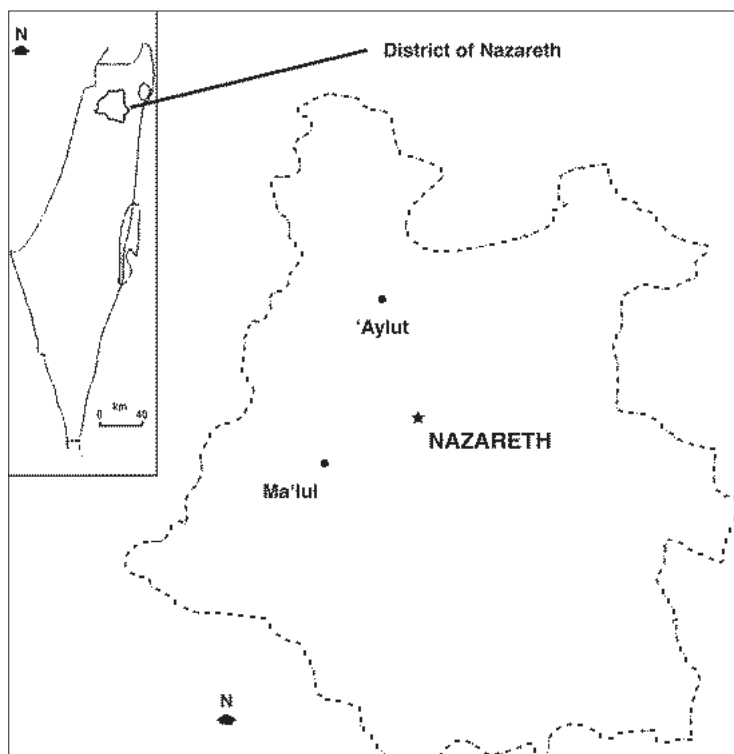 N
District of Nazareth
'Aylut
km
0 40
NAZARETH
Ma'lul
N